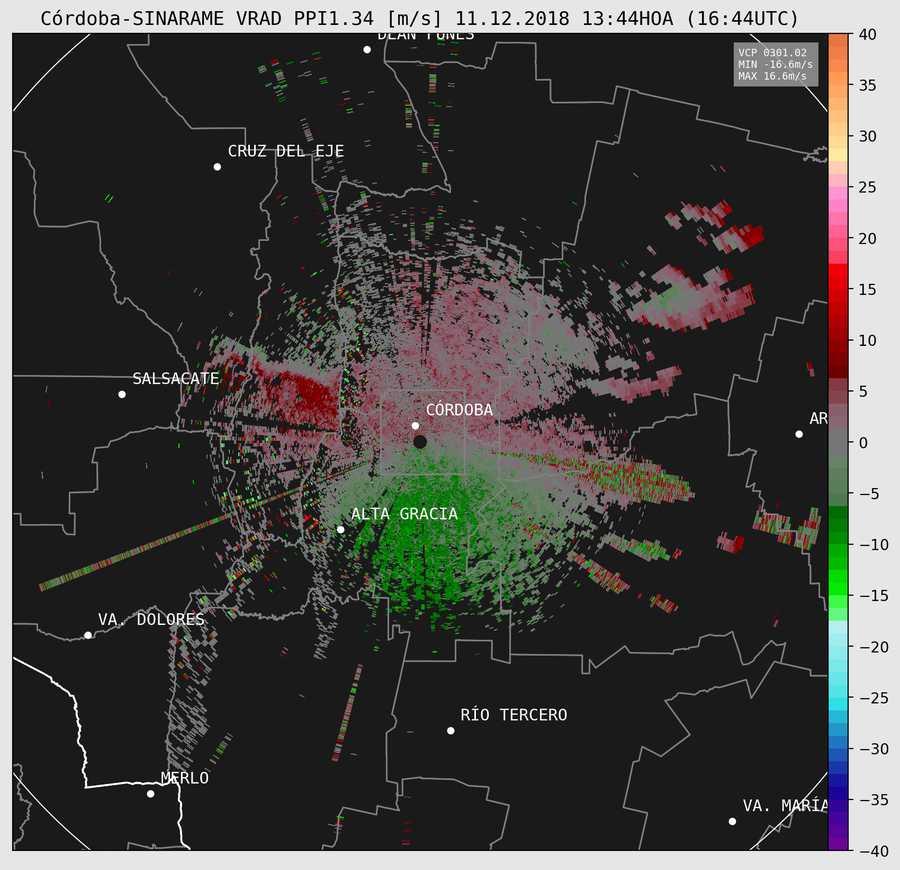 Córdoba-SINARAME VRAD PPI1.34 [m/s] 11.12.2018 13:44HOA (16:44UTC)
DEAN FUNES
VCP 0301.02
MIN -16.6m/s
MAX 16.6m/s
CRUZ DEL EJE
SALSACATE
CÓRDOBA
AR
ALTA GRACIA
VA. DOLORES
RÍO TERCERO
MERLO
VA. MARÍA
40
35
30
25
20
15
10
5
0
−5
−10
−15
−20
−25
−30
−35
−40